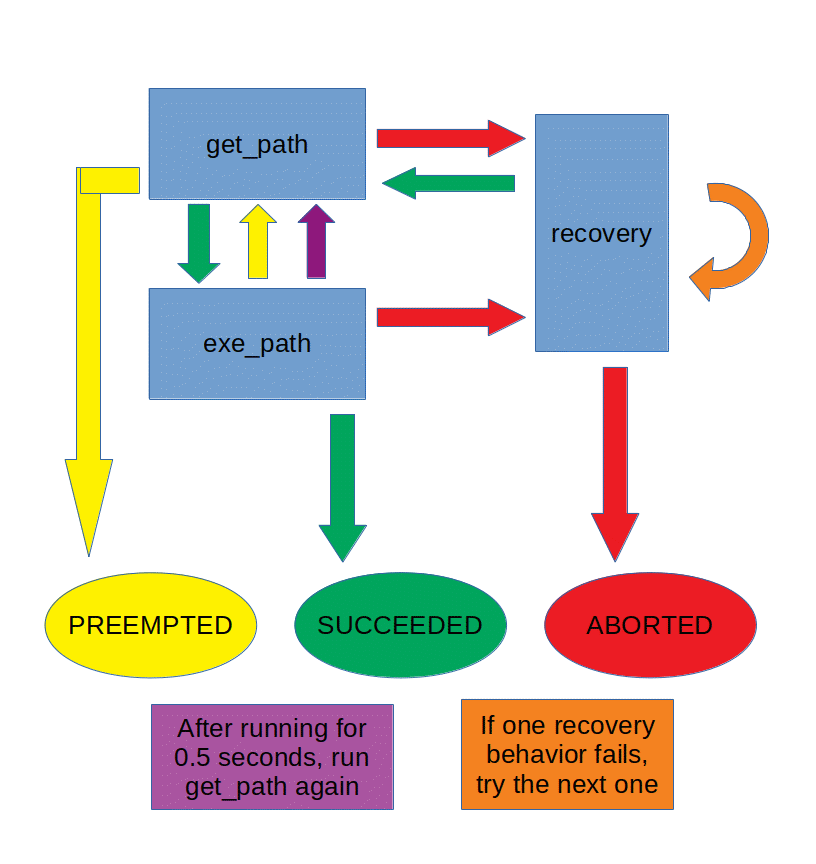 get_path
recovery
exe_path
PREEMPTED
SUCCEEDED
ABORTED
After running for
0.5 seconds, run
get_path again
If one recovery
behavior fails,
try the next one